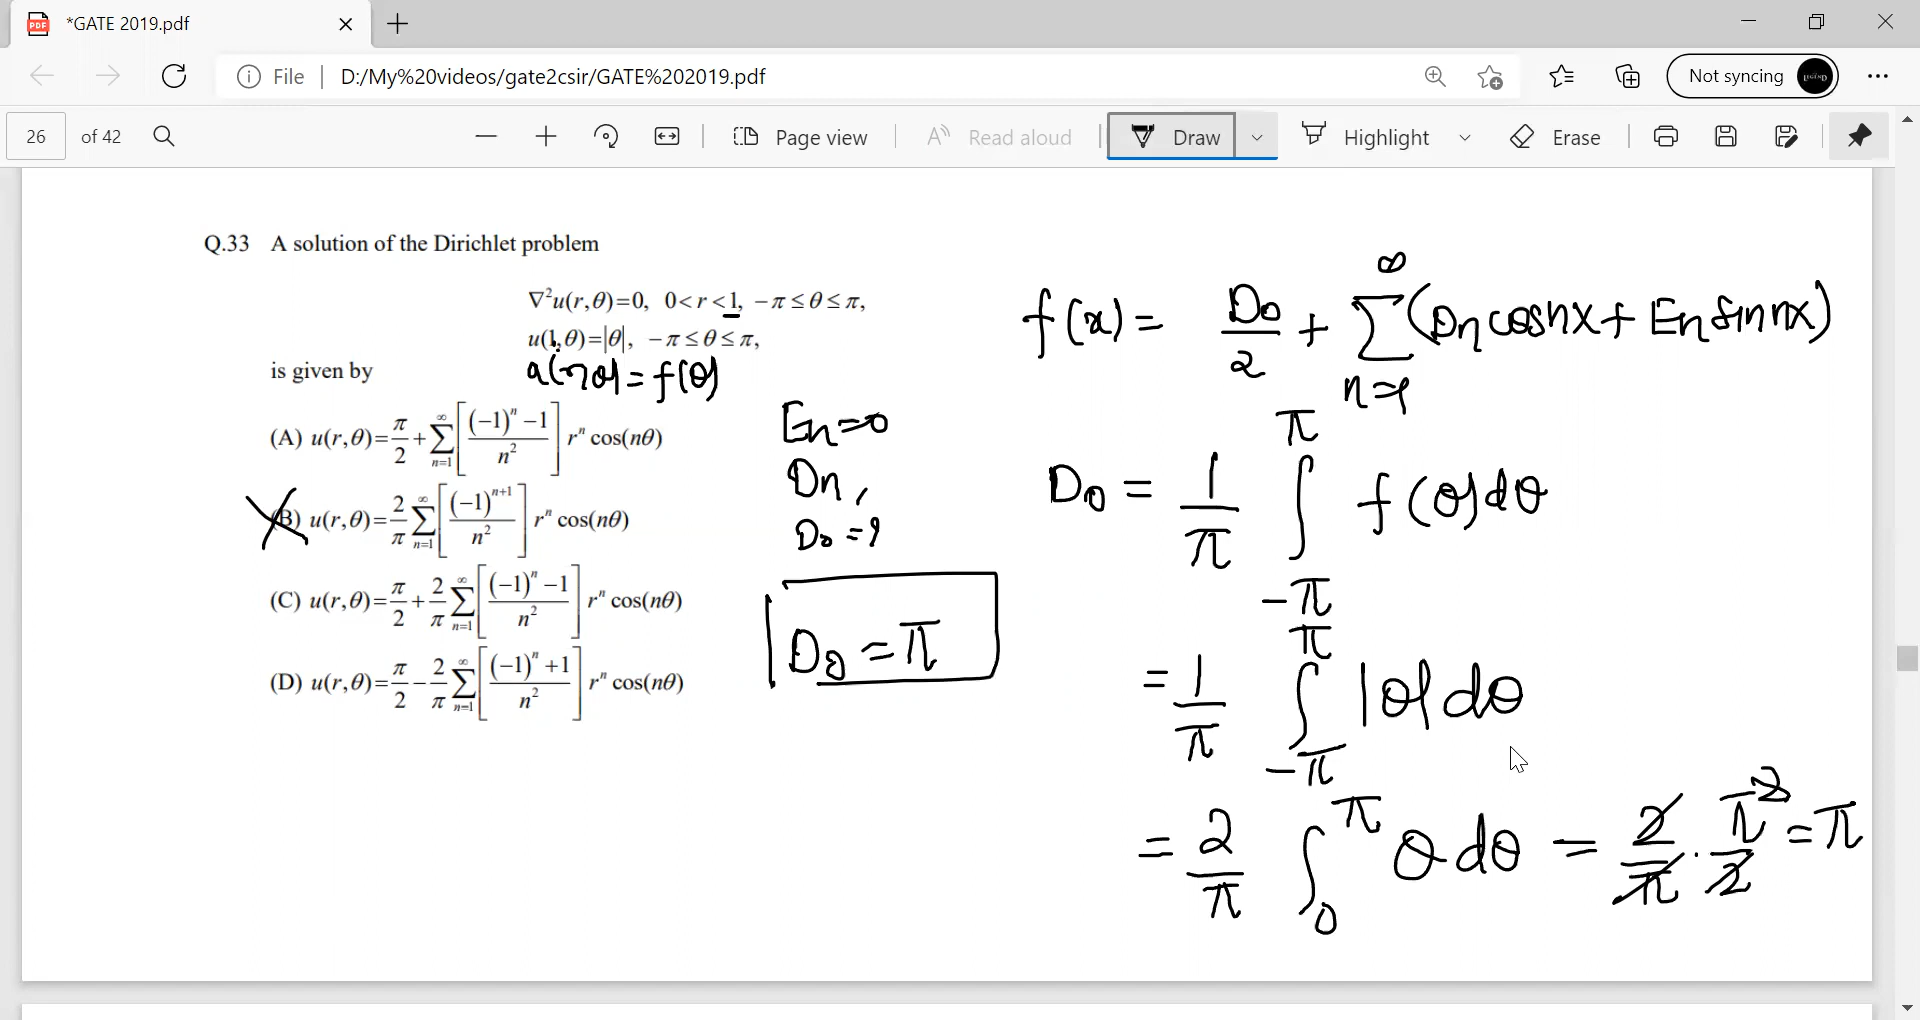 *GATE 2019.pdf
File | D:/My%20videos/gate2csir/GATE%202019.pdf
Not syncing
26 of 42
Page view
Read aloud
Draw
Highlight
Erase
Q.33 A solution of the Dirichlet problem
∇²u(r,θ)=0, 0<r<1, −π≤θ≤π,
u(1,θ)=|θ|, −π≤θ≤π,
is given by
a(r,θ)=f(θ)
(A) u(r,θ)=π/2+∑_{n=1}^{∞}[((−1)^n−1)/n²] r^n cos(nθ)
(B) u(r,θ)=2/π ∑_{n=1}^{∞}[(−1)^{n+1}/n²] r^n cos(nθ)
(C) u(r,θ)=π/2+2/π ∑_{n=1}^{∞}[((−1)^n−1)/n²] r^n cos(nθ)
(D) u(r,θ)=π/2−2/π ∑_{n=1}^{∞}[((−1)^n+1)/n²] r^n cos(nθ)
En=0
Dn,
D0=?
D0=π
f(x)= D0/2 + ∑_{n=1}^{∞}(Dn cosnx+En sinnx)
D0 = 1/π ∫_{−π}^{π} f(θ)dθ
= 1/π ∫_{−π}^{π} |θ|dθ
= 2/π ∫_0^π θdθ = 2/π · π²/2 = π